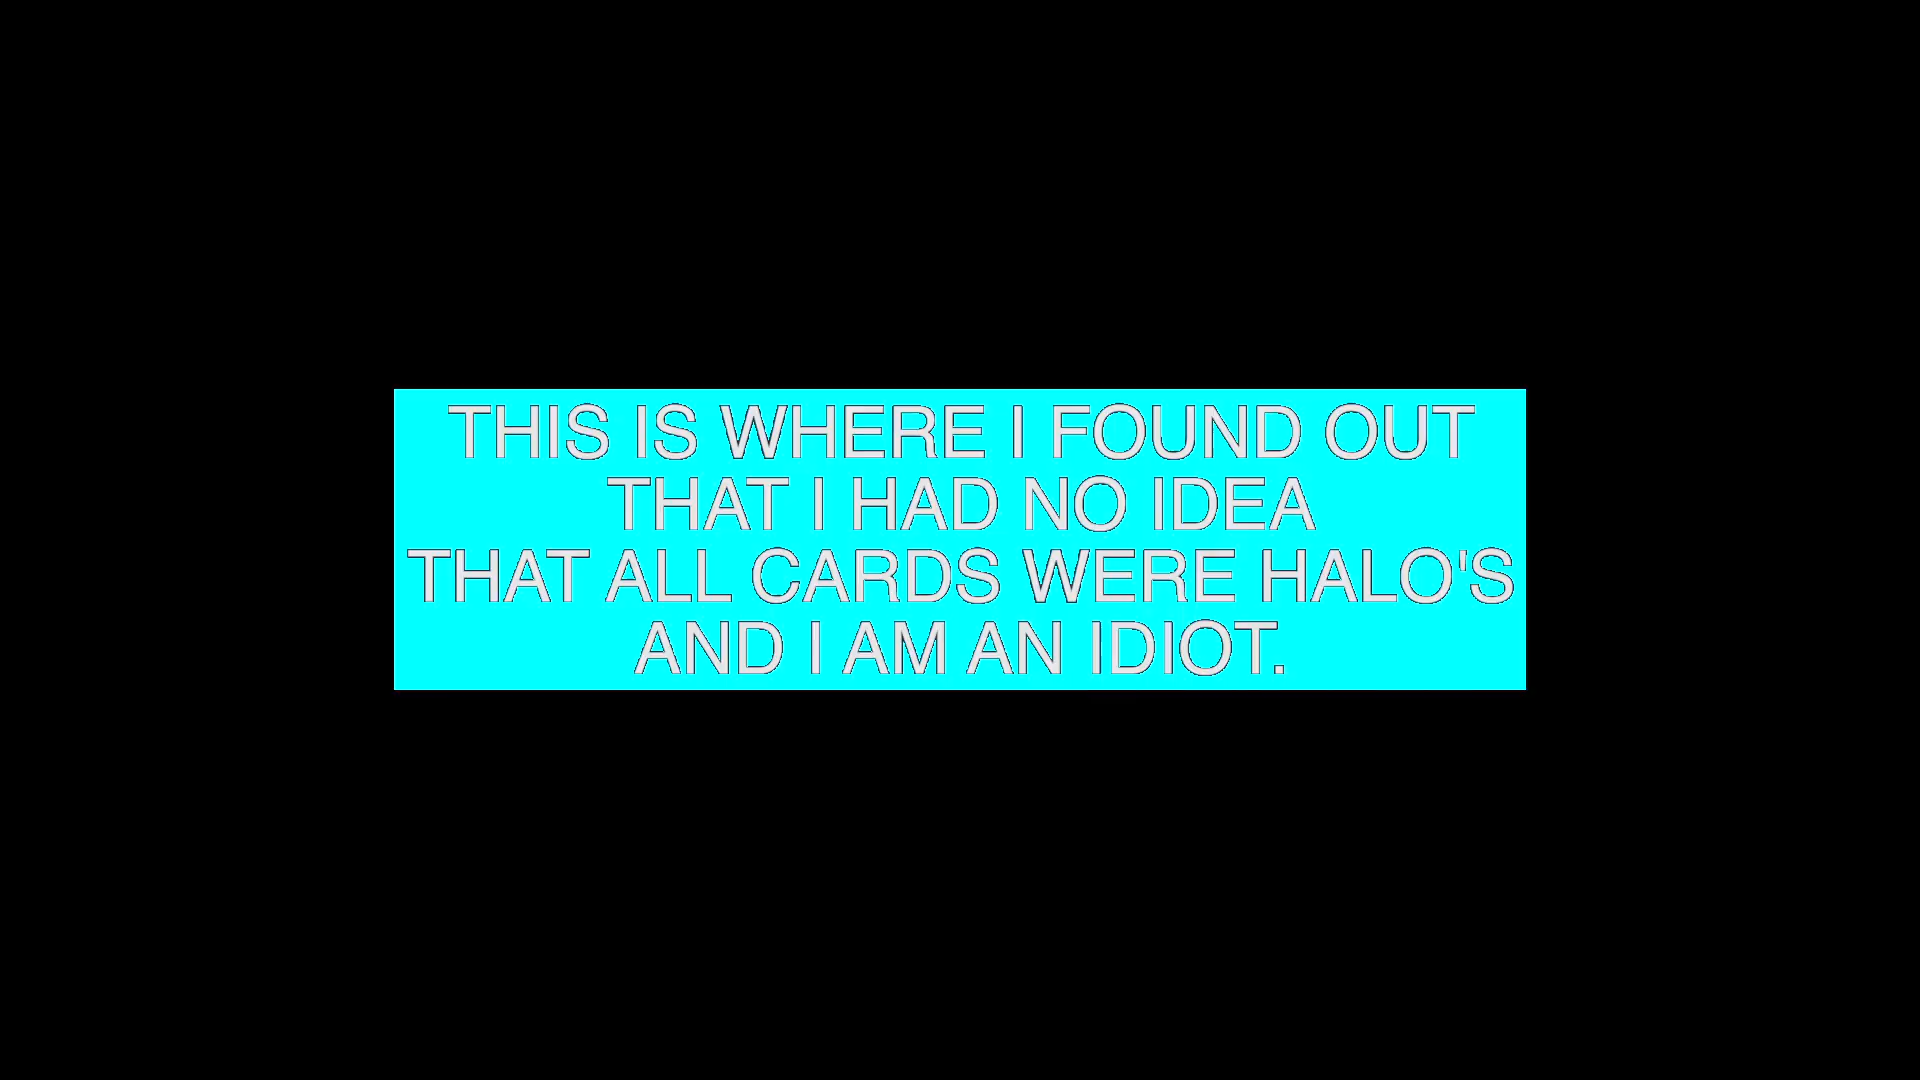 THIS IS WHERE I FOUND OUT
THAT I HAD NO IDEA
THAT ALL CARDS WERE HALO'S
AND I AM AN IDIOT.